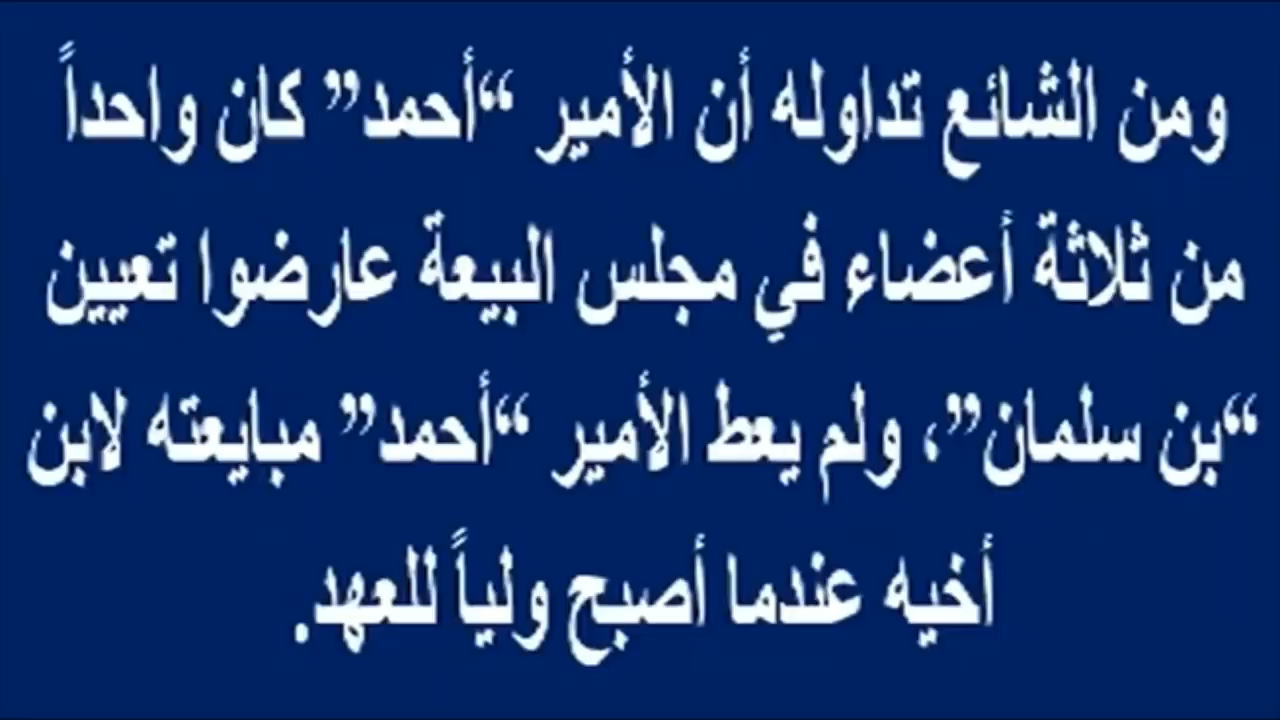 ومن الشائع تداوله أن الأمير “أحمد” كان واحداً
من ثلاثة أعضاء في مجلس البيعة عارضوا تعيين
“بن سلمان”، ولم يعط الأمير “أحمد” مبايعته لابن
أخيه عندما أصبح ولياً للعهد.